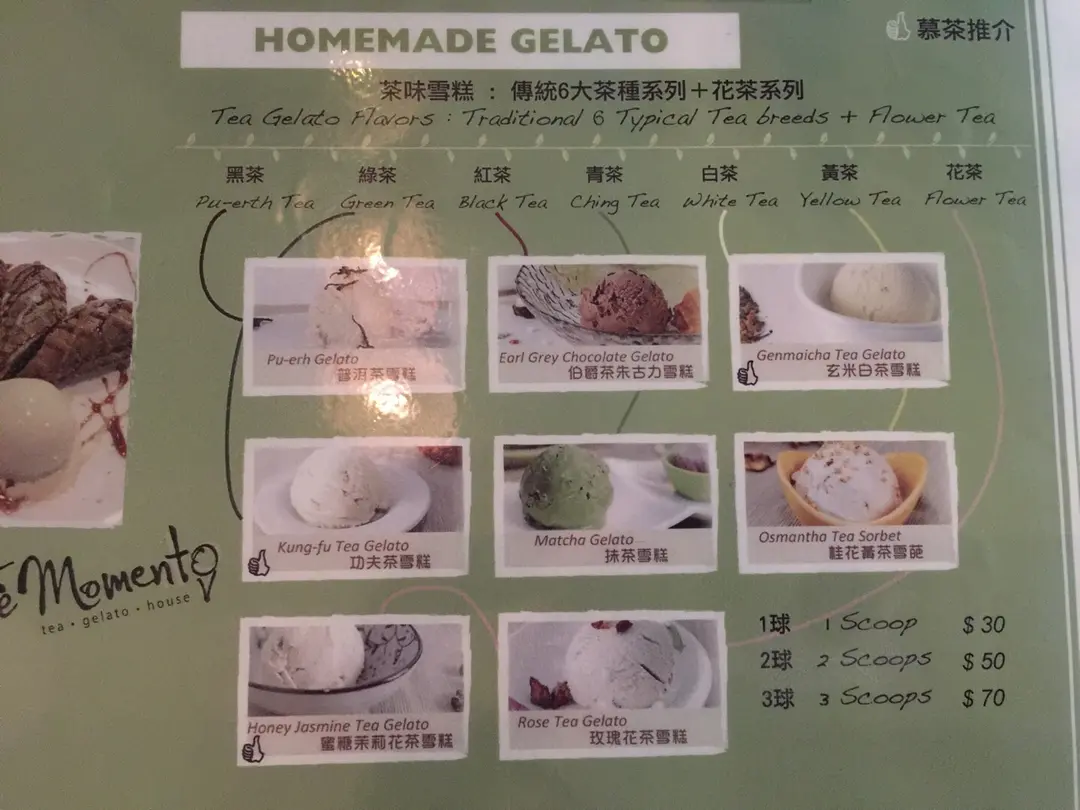 HOMEMADE GELATO
慕茶推介
茶味雪糕 : 傳統6大茶種系列+花茶系列
Tea Gelato Flavors : Traditional 6 Typical Tea breeds + Flower Tea
黑茶 綠茶 紅茶 青茶 白茶 黃茶 花茶
Pu-erth Tea Green Tea Black Tea Ching Tea White Tea Yellow Tea Flower Tea
Pu-erh Gelato
普洱茶雪糕
Earl Grey Chocolate Gelato
伯爵茶朱古力雪糕
Genmaicha Tea Gelato
玄米白茶雪糕
Kung-fu Tea Gelato
功夫茶雪糕
Matcha Gelato
抹茶雪糕
Osmantha Tea Sorbet
桂花黃茶雪葩
Momento
tea • gelato • house
Honey Jasmine Tea Gelato
蜜糖茉莉花茶雪糕
Rose Tea Gelato
玫瑰花茶雪糕
1球 1 Scoop $30
2球 2 Scoops $50
3球 3 Scoops $70